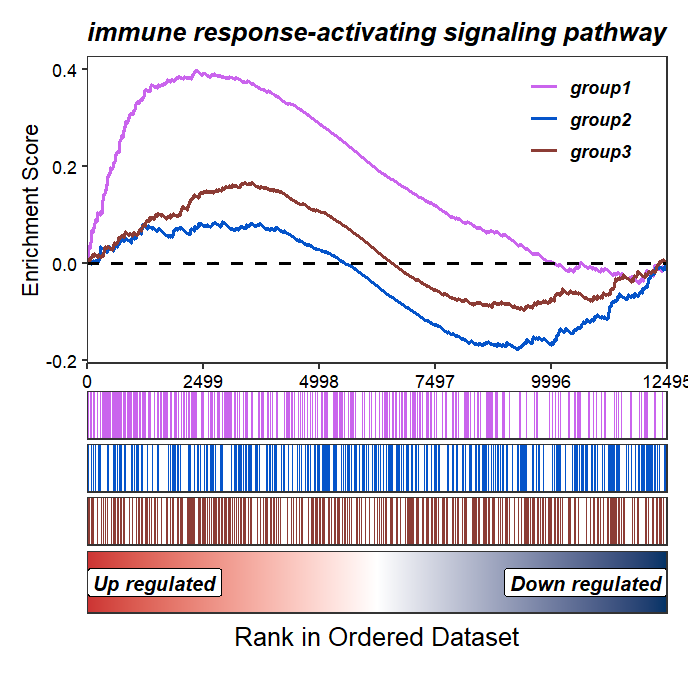 immune response-activating signaling pathway
Enrichment Score
0.4
0.2
0.0
-0.2
group1
group2
group3
0 2499 4998 7497 9996 12495
Up regulated Down regulated
Rank in Ordered Dataset